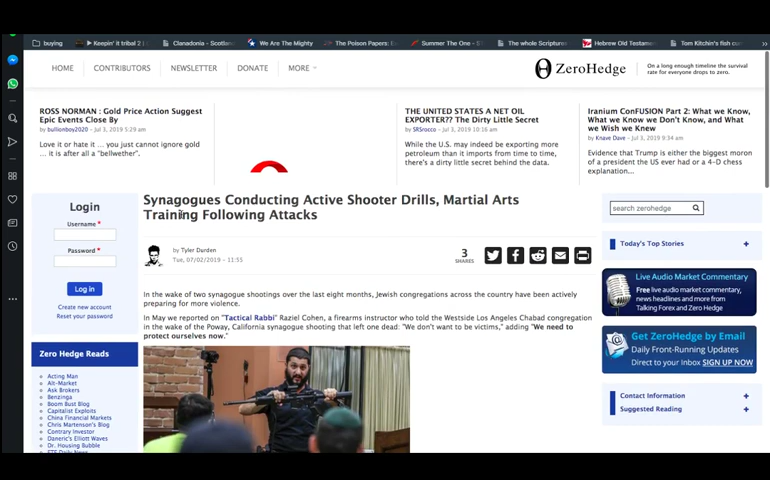 buying
Keepin' it tribal 2 |
Clanadonia - Scotlan
We Are The Mighty
The Poison Papers: E
Summer The One - S
The whole Scripture
Hebrew Old Testame
Tom Kitchin's fish cu
»
HOME
CONTRIBUTORS
NEWSLETTER
DONATE
MORE
ZeroHedge
On a long enough timeline the survival
rate for everyone drops to zero.
ROSS NORMAN : Gold Price Action Suggest
Epic Events Close By
by bullionboy2020 - Jul 3, 2019 5:29 am
Love it or hate it ... you just cannot ignore gold
... it is after all a "bellwether".
THE UNITED STATES A NET OIL
EXPORTER?? The Dirty Little Secret
by SRSrocco - Jul 3, 2019 10:16 am
While the U.S. may indeed be exporting more
petroleum than it imports from time to time,
there's a dirty little secret behind the data.
Iranium ConFUSION Part 2: What we Know,
What we Know we Don't Know, and What
we Wish we Knew
by Knave Dave - Jul 3, 2019 9:34 am
Evidence that Trump is either the biggest moron
of a president the US ever had or a 4-D chess
explanation...
Login
Username *
Password *
Log in
Create new account
Reset your password
Zero Hedge Reads
Acting Man
Alt-Market
Ask Brokers
Benzinga
Boom Bust Blog
Capitalist Exploits
China Financial Markets
Chris Martenson's Blog
Contrary Investor
Daneric's Elliott Waves
Dr. Housing Bubble
ETF Daily News
Synagogues Conducting Active Shooter Drills, Martial Arts
Training Following Attacks
by Tyler Durden
Tue, 07/02/2019 - 11:55
3
SHARES
In the wake of two synagogue shootings over the last eight months, Jewish congregations across the country have been actively
preparing for more violence.
In May we reported on "Tactical Rabbi" Raziel Cohen, a firearms instructor who told the Westside Los Angeles Chabad congregation
in the wake of the Poway, California synagogue shooting that left one dead: "We don't want to be victims," adding "We need to
protect ourselves now."
search zerohedge
Today's Top Stories
+
Live Audio Market Commentary
Free live audio market commentary,
news headlines and more from
Talking Forex and Zero Hedge
Get ZeroHedge by Email
Daily Front-Running Updates
Direct to your Inbox SIGN UP NOW
Contact Information
+
Suggested Reading
+